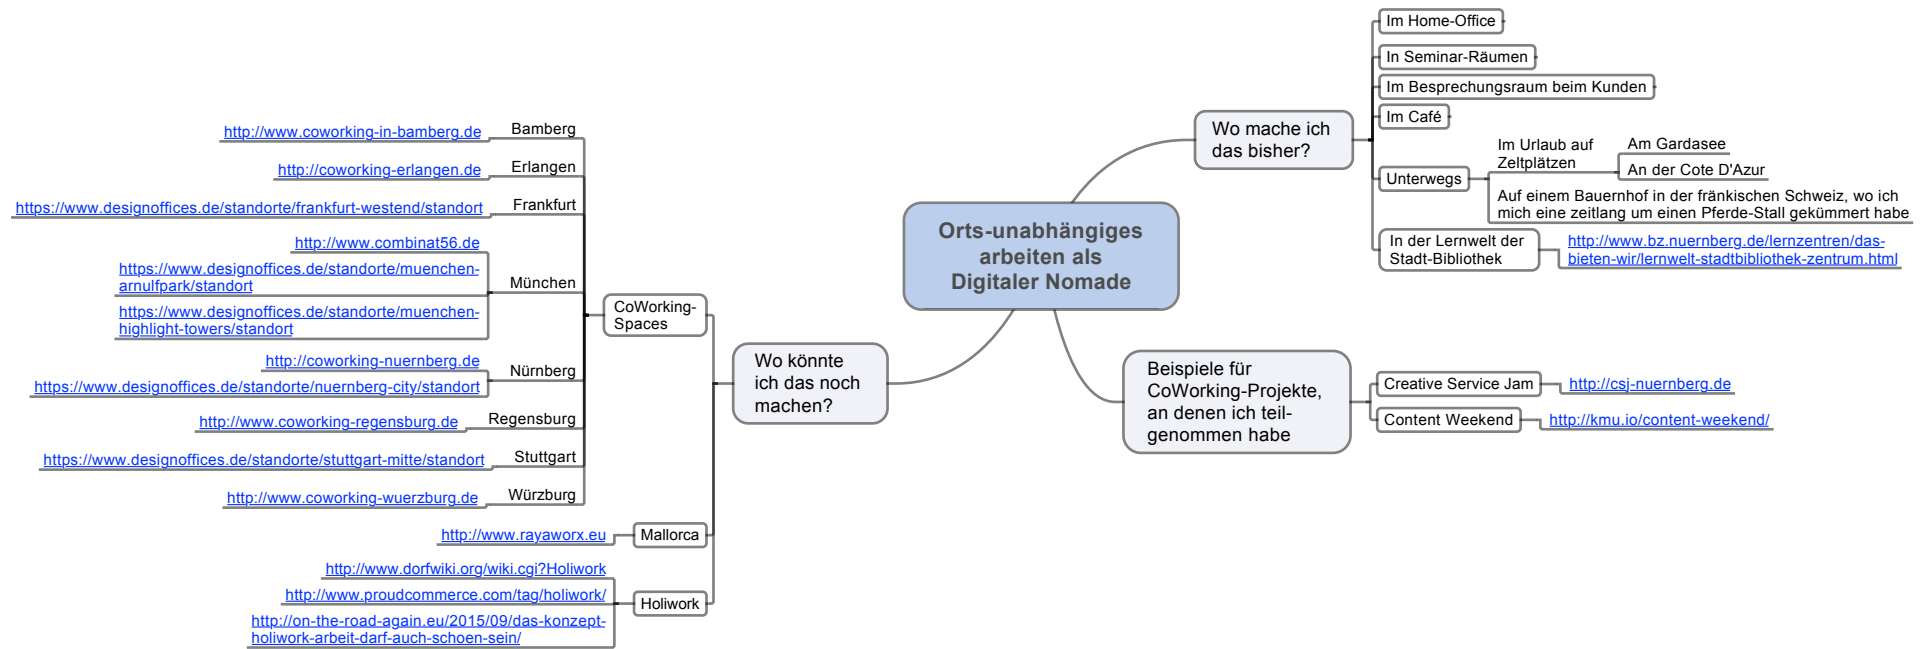 Orts-unabhängiges
arbeiten als
Digitaler Nomade
Wo mache ich
das bisher?
Im Home-Office
In Seminar-Räumen
Im Besprechungsraum beim Kunden
Im Café
Unterwegs
Im Urlaub auf
Zeltplätzen
Am Gardasee
An der Cote D'Azur
Auf einem Bauernhof in der fränkischen Schweiz, wo ich
mich eine zeitlang um einen Pferde-Stall gekümmert habe
In der Lernwelt der
Stadt-Bibliothek
http://www.bz.nuernberg.de/lernzentren/das-
bieten-wir/lernwelt-stadtbibliothek-zentrum.html
Beispiele für
CoWorking-Projekte,
an denen ich teil-
genommen habe
Creative Service Jam
http://csj-nuernberg.de
Content Weekend
http://kmu.io/content-weekend/
Wo könnte
ich das noch
machen?
CoWorking-
Spaces
Bamberg
http://www.coworking-in-bamberg.de
Erlangen
http://coworking-erlangen.de
Frankfurt
https://www.designoffices.de/standorte/frankfurt-westend/standort
München
http://www.combinat56.de
https://www.designoffices.de/standorte/muenchen-
arnulfpark/standort
https://www.designoffices.de/standorte/muenchen-
highlight-towers/standort
Nürnberg
http://coworking-nuernberg.de
https://www.designoffices.de/standorte/nuernberg-city/standort
Regensburg
http://www.coworking-regensburg.de
Stuttgart
https://www.designoffices.de/standorte/stuttgart-mitte/standort
Würzburg
http://www.coworking-wuerzburg.de
Mallorca
http://www.rayaworx.eu
Holiwork
http://www.dorfwiki.org/wiki.cgi?Holiwork
http://www.proudcommerce.com/tag/holiwork/
http://on-the-road-again.eu/2015/09/das-konzept-
holiwork-arbeit-darf-auch-schoen-sein/